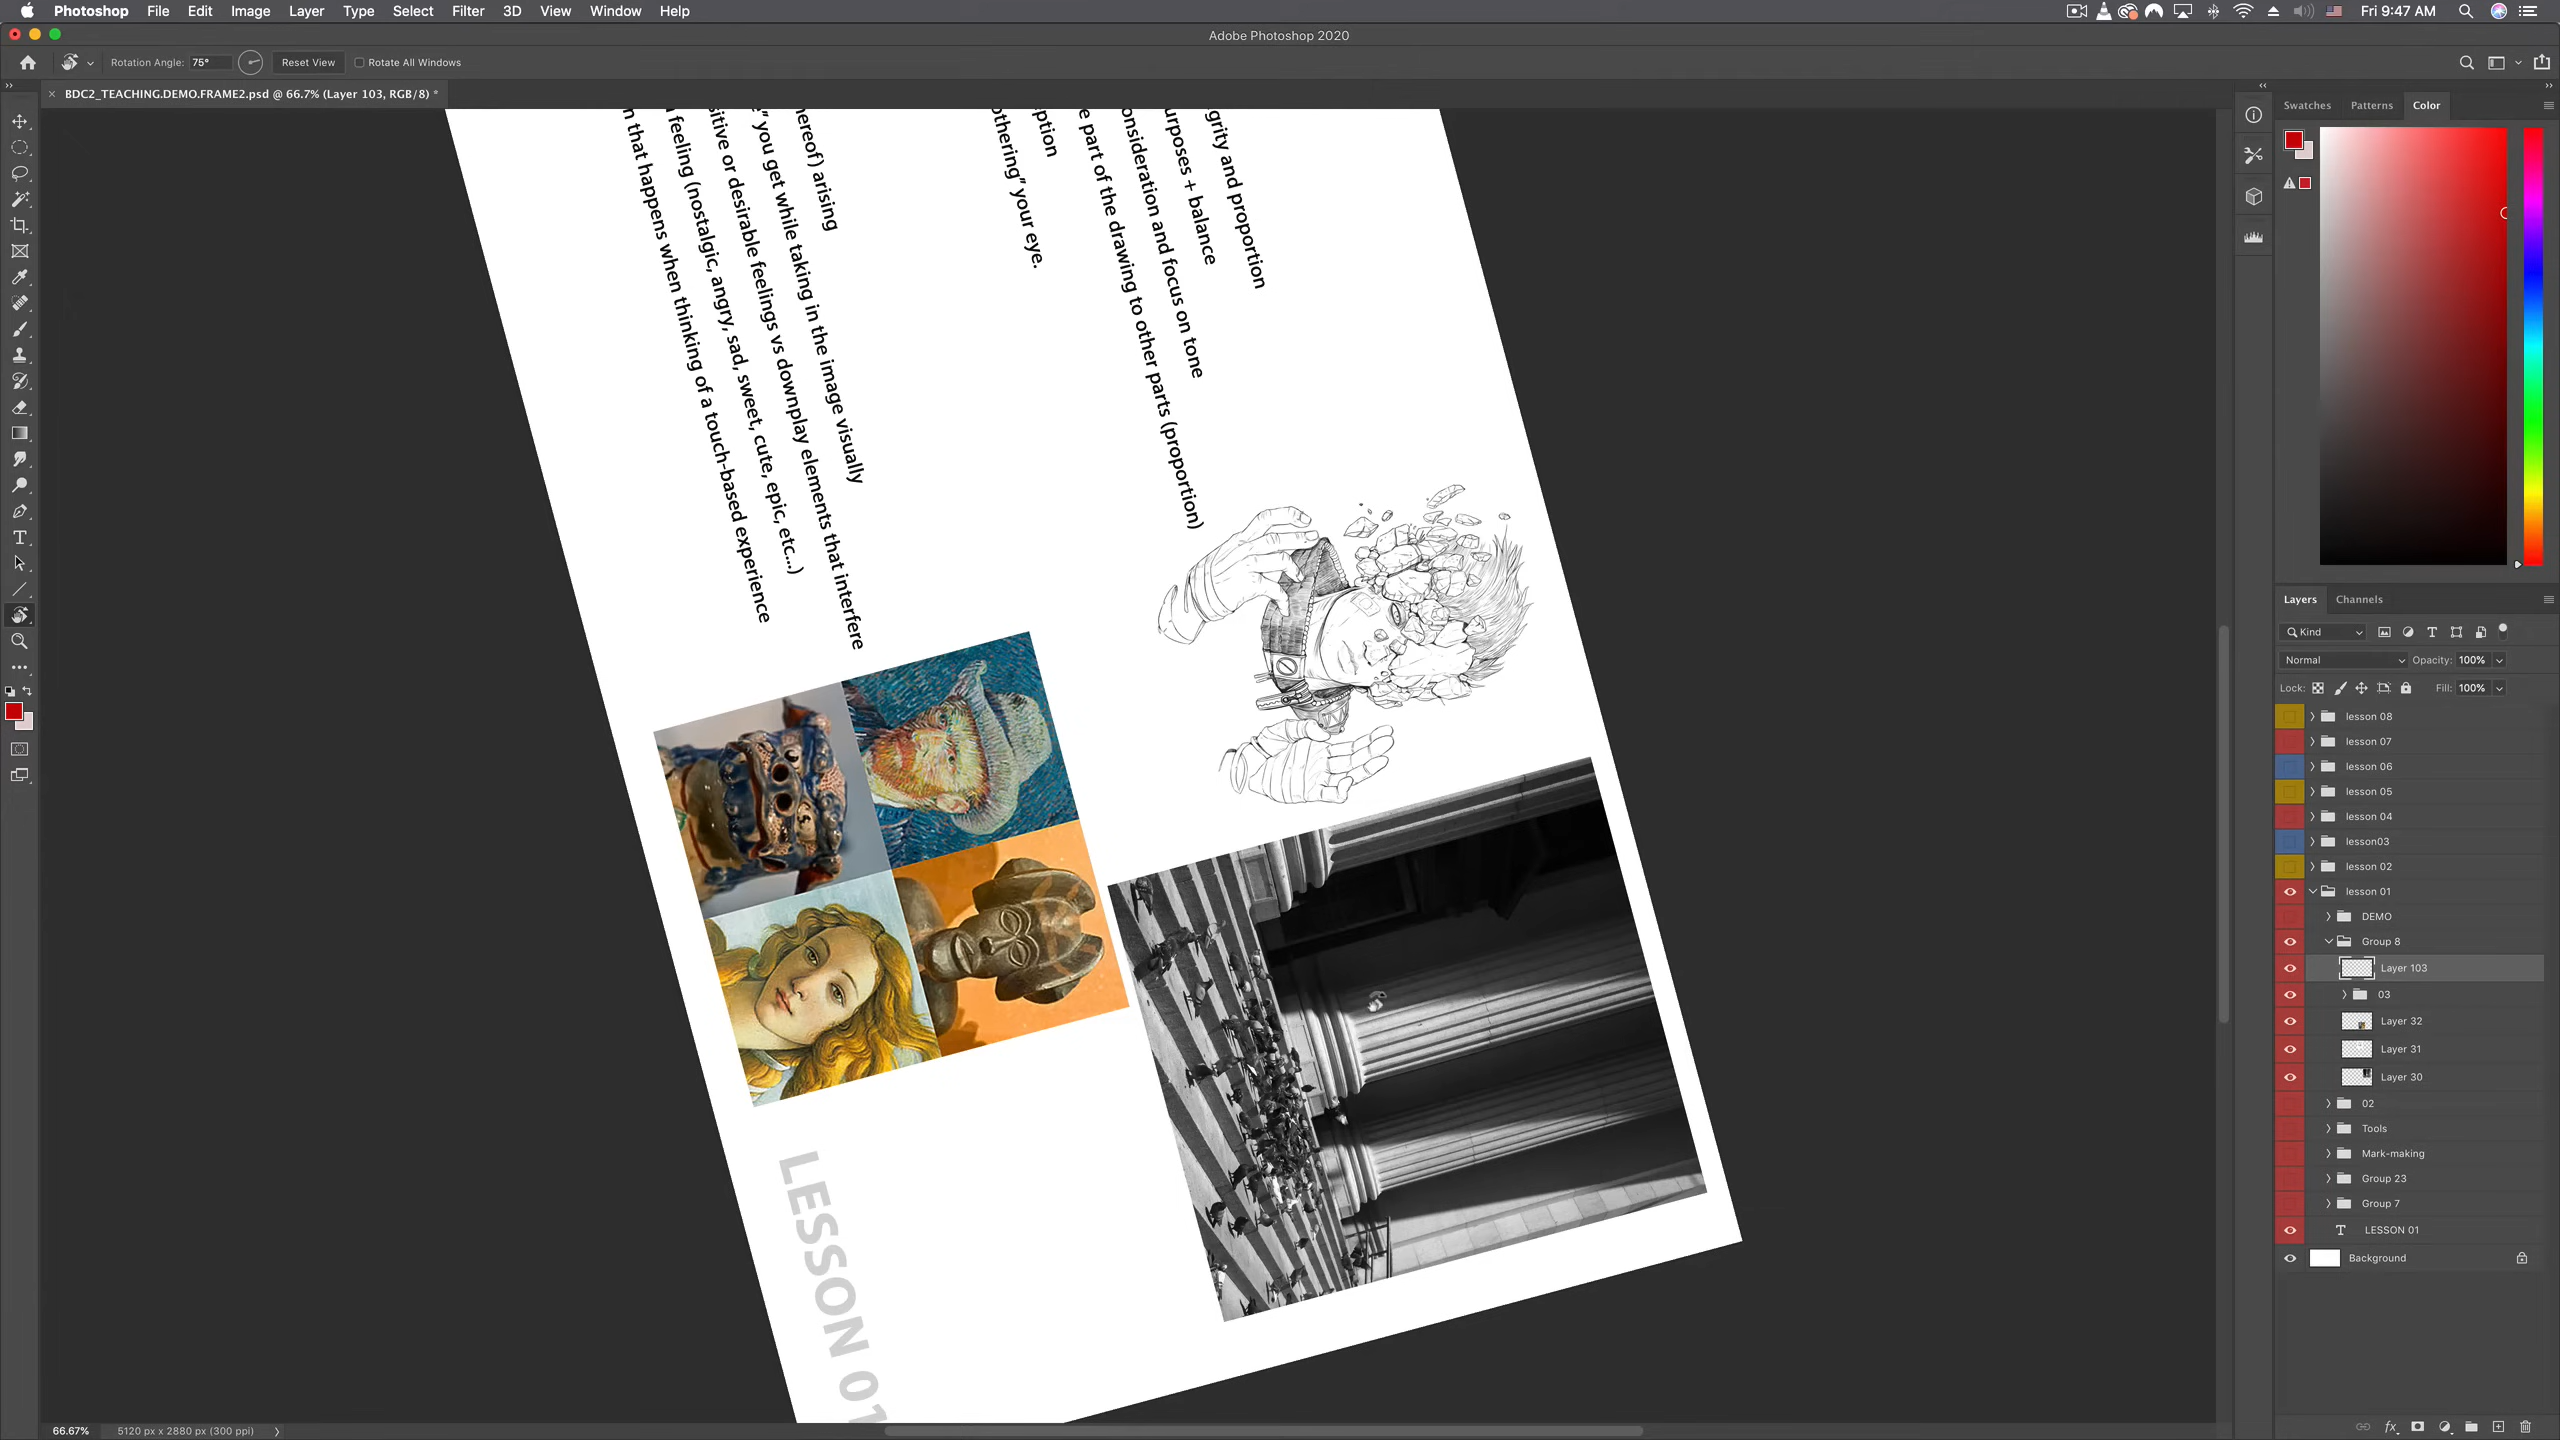 Photoshop File Edit Image Layer Type Select Filter 3D View Window Help
Fri 9:47 AM
Adobe Photoshop 2020
Rotation Angle: 75° Reset View Rotate All Windows
BDC2_TEACHING.DEMO.FRAME2.psd @ 66.7% (Layer 103, RGB/8) *
grity and proportion
urposes + balance
onsideration and focus on tone
e part of the drawing to other parts (proportion)
ption
othering" your eye.
hereof) arising
e" you get while taking in the image visually
sitive or desirable feelings vs downplay elements that interfere
feeling (nostalgic, angry, sad, sweet, cute, epic, etc...)
n that happens when thinking of a touch-based experience
LESSON 01
Swatches Patterns Color
Layers Channels
Kind
Normal Opacity: 100%
Lock: Fill: 100%
lesson 08
lesson 07
lesson 06
lesson 05
lesson 04
lesson03
lesson 02
lesson 01
DEMO
Group 8
Layer 103
03
Layer 32
Layer 31
Layer 30
02
Tools
Mark-making
Group 23
Group 7
T LESSON 01
Background
fx
66.67% 5120 px x 2880 px (300 ppi)